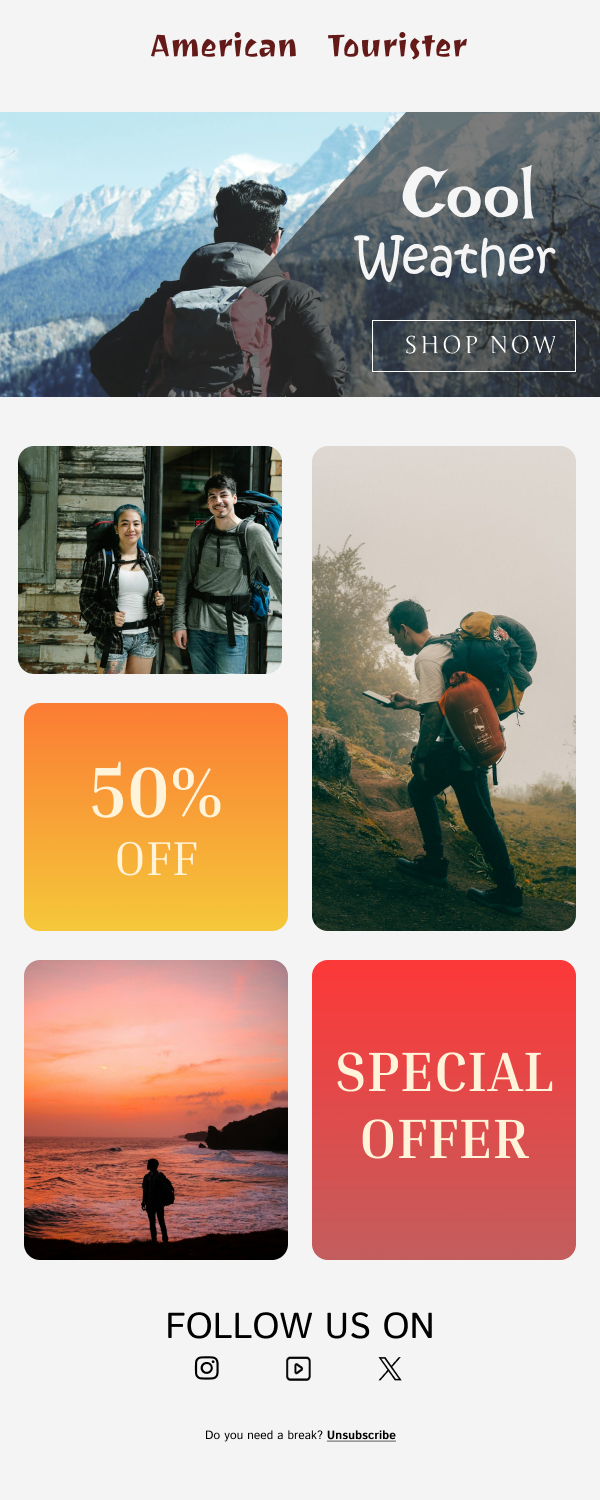 American Tourister
Cool
Weather
SHOP NOW
50%
OFF
SPECIAL
OFFER
FOLLOW US ON
Do you need a break? Unsubscribe